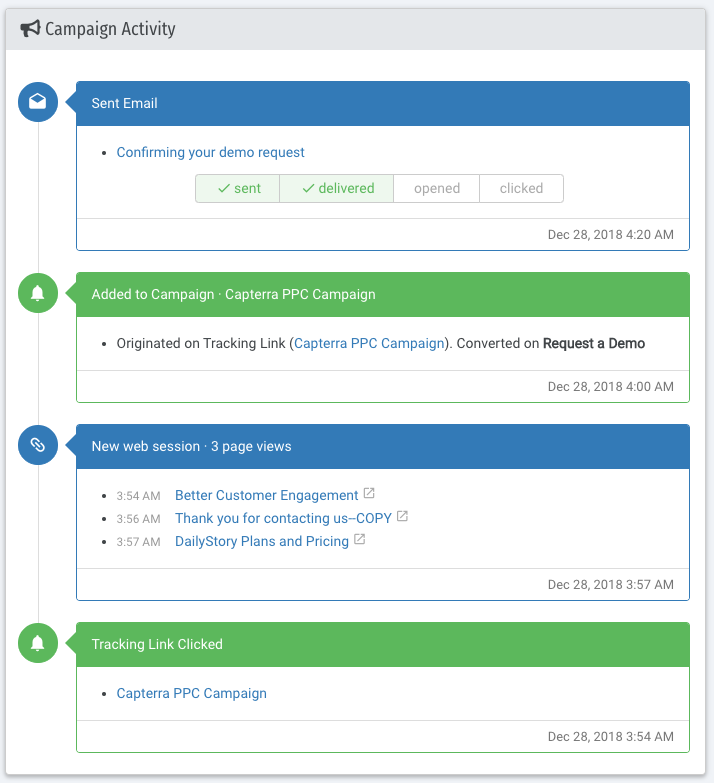 Campaign Activity
Sent Email
Confirming your demo request
sent delivered opened clicked
Dec 28, 2018 4:20 AM
Added to Campaign · Capterra PPC Campaign
Originated on Tracking Link (Capterra PPC Campaign). Converted on Request a Demo
Dec 28, 2018 4:00 AM
New web session · 3 page views
3:54 AM Better Customer Engagement
3:56 AM Thank you for contacting us--COPY
3:57 AM DailyStory Plans and Pricing
Dec 28, 2018 3:57 AM
Tracking Link Clicked
Capterra PPC Campaign
Dec 28, 2018 3:54 AM